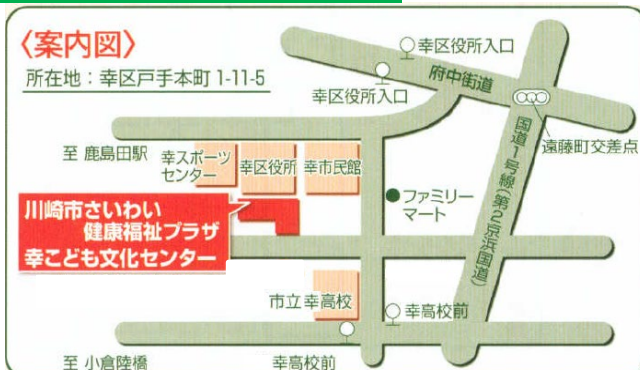 〈案内図〉
所在地：幸区戸手本町1-11-5
幸区役所入口
幸区役所入口
府中街道
遠藤町交差点
国道1号線(第2京浜国道)
至 鹿島田駅
幸スポーツ
センター
幸区役所
幸市民館
ファミリー
マート
川崎市さいわい
健康福祉プラザ
幸こども文化センター
市立幸高校
幸高校前
幸高校前
至 小倉陸橋